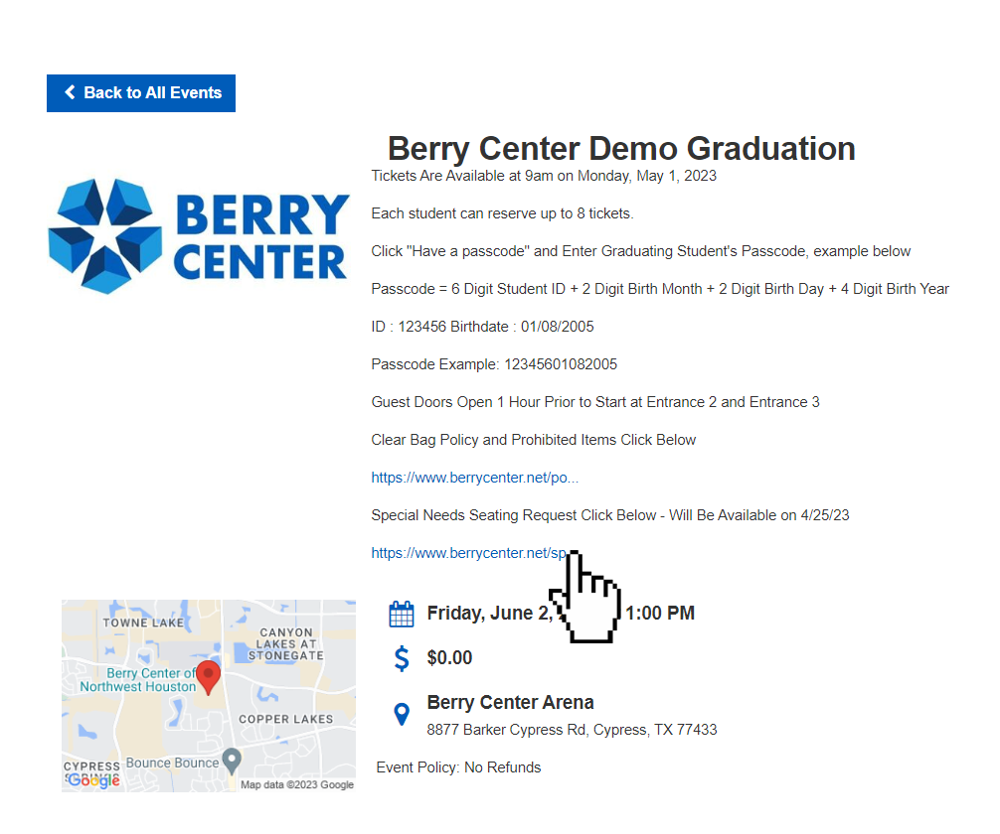 Back to All Events
Berry Center Demo Graduation
Tickets Are Available at 9am on Monday, May 1, 2023
BERRY
CENTER
Each student can reserve up to 8 tickets.
Click "Have a passcode" and Enter Graduating Student's Passcode, example below
Passcode = 6 Digit Student ID + 2 Digit Birth Month + 2 Digit Birth Day + 4 Digit Birth Year
ID : 123456 Birthdate : 01/08/2005
Passcode Example: 12345601082005
Guest Doors Open 1 Hour Prior to Start at Entrance 2 and Entrance 3
Clear Bag Policy and Prohibited Items Click Below
https://www.berrycenter.net/po...
Special Needs Seating Request Click Below - Will Be Available on 4/25/23
https://www.berrycenter.net/sp
Friday, June 2, 1:00 PM
$0.00
Berry Center Arena
8877 Barker Cypress Rd, Cypress, TX 77433
Event Policy: No Refunds
TOWNE LAKE
CANYON
LAKES AT
STONEGATE
Berry Center of
Northwest Houston
COPPER LAKES
CYPRESS
Bounce Bounce
Google
Map data ©2023 Google